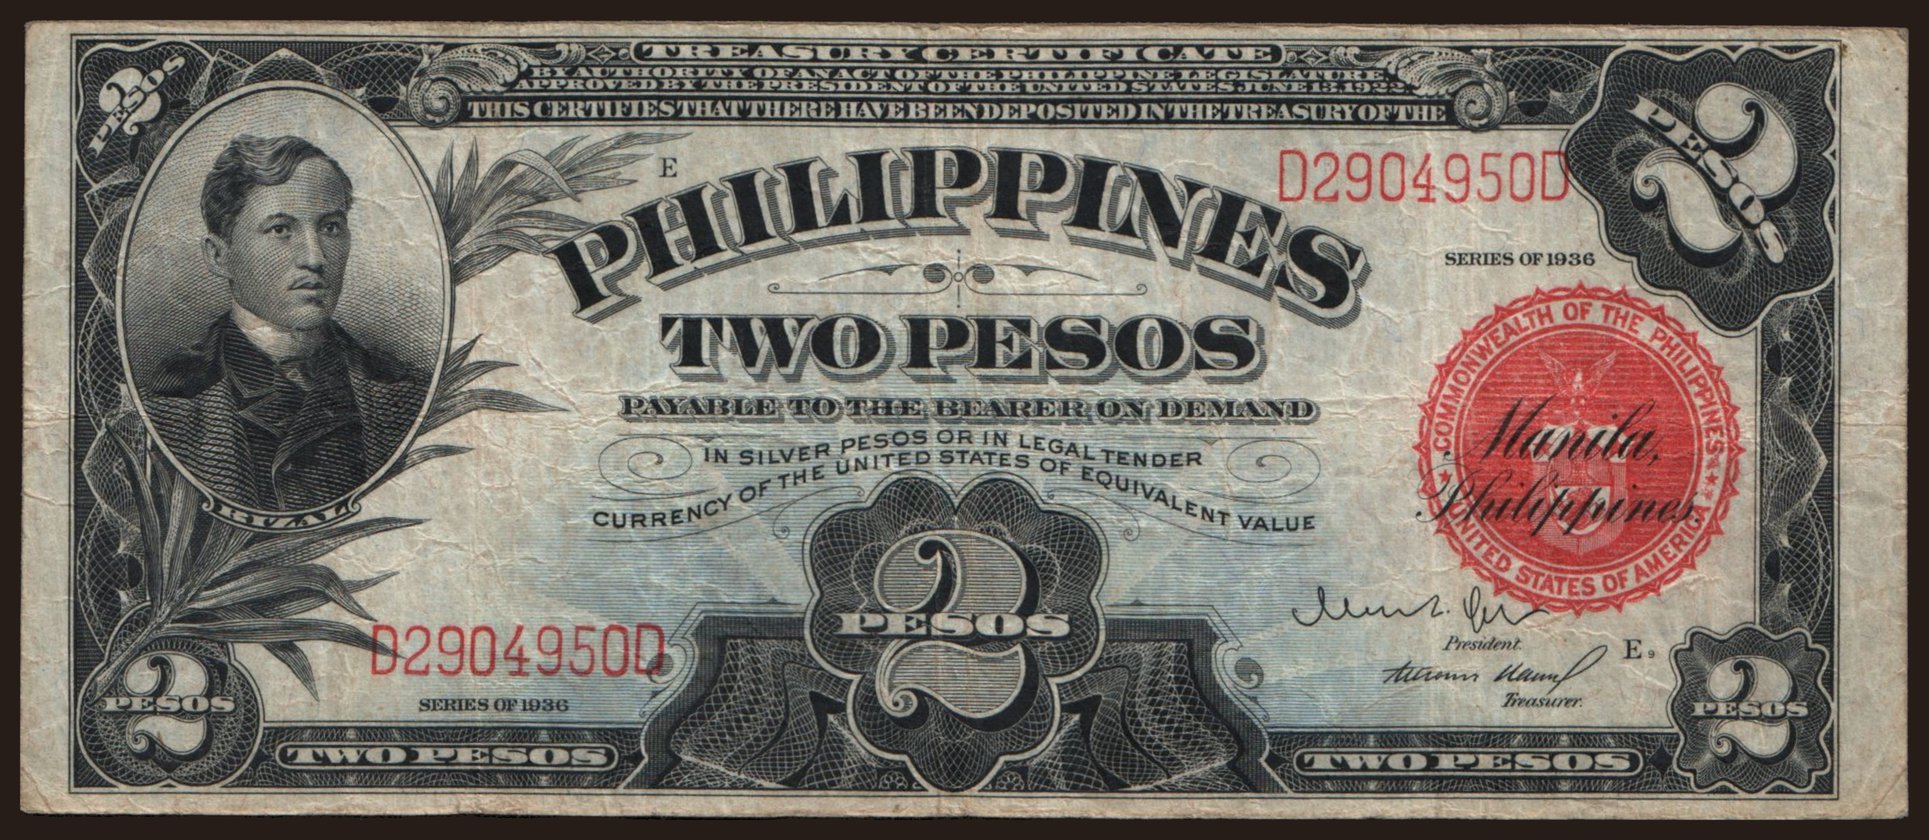 TREASURY CERTIFICATE
BY AUTHORITY OF AN ACT OF THE PHILIPPINE LEGISLATURE
APPROVED BY THE PRESIDENT OF THE UNITED STATES, JUNE 13, 1922
THIS CERTIFIES THAT THERE HAVE BEEN DEPOSITED IN THE TREASURY OF THE
2 PESOS
2 PESOS
E
D2904950D
PHILIPPINES
SERIES OF 1936
TWO PESOS
PAYABLE TO THE BEARER ON DEMAND
IN SILVER PESOS OR IN LEGAL TENDER
CURRENCY OF THE UNITED STATES OF EQUIVALENT VALUE
COMMONWEALTH OF THE PHILIPPINES
UNITED STATES OF AMERICA
Manila,
Philippines.
RIZAL
2 PESOS
D2904950D
SERIES OF 1936
President.
E 9
Treasurer.
2 PESOS
2 PESOS
TWO PESOS
TWO PESOS